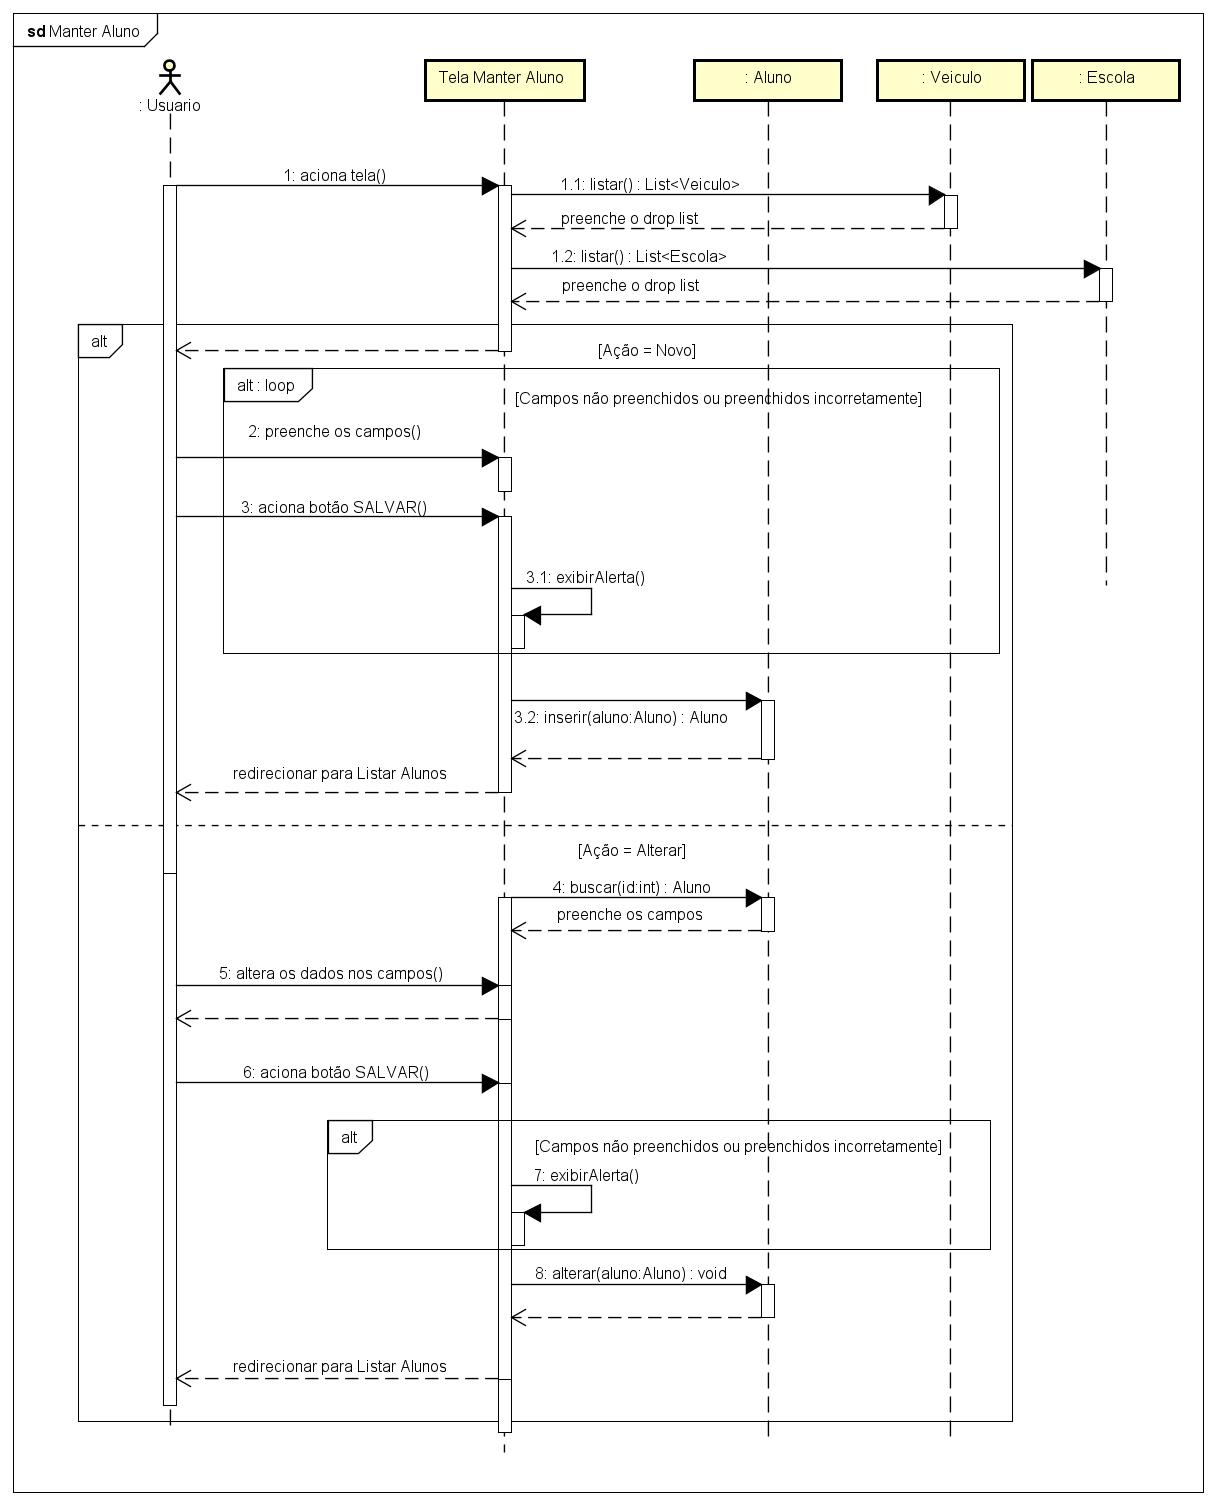 sd Manter Aluno
: Usuario
Tela Manter Aluno
: Aluno
: Veiculo
: Escola
1: aciona tela()
1.1: listar() : List<Veiculo>
preenche o drop list
1.2: listar() : List<Escola>
preenche o drop list
alt
[Ação = Novo]
alt : loop
[Campos não preenchidos ou preenchidos incorretamente]
2: preenche os campos()
3: aciona botão SALVAR()
3.1: exibirAlerta()
3.2: inserir(aluno:Aluno) : Aluno
redirecionar para Listar Alunos
[Ação = Alterar]
4: buscar(id:int) : Aluno
preenche os campos
5: altera os dados nos campos()
6: aciona botão SALVAR()
alt
[Campos não preenchidos ou preenchidos incorretamente]
7: exibirAlerta()
8: alterar(aluno:Aluno) : void
redirecionar para Listar Alunos